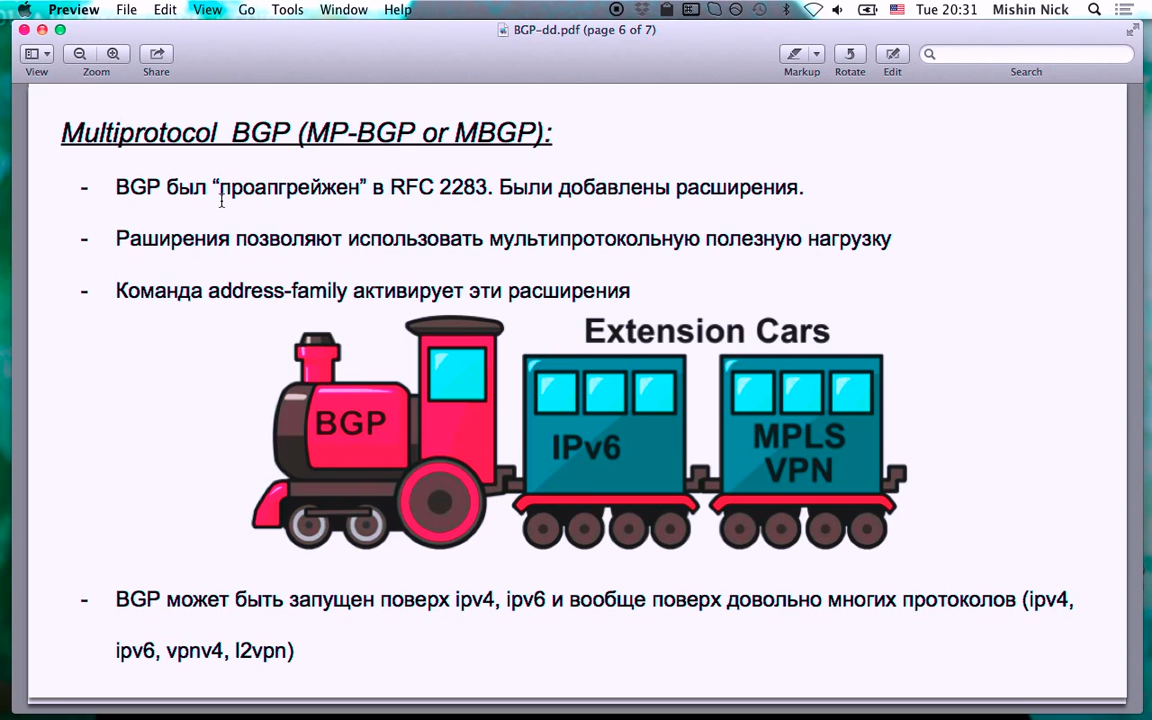 Preview File Edit View Go Tools Window Help Tue 20:31 Mishin Nick
BGP-dd.pdf (page 6 of 7)
View Zoom Share Markup Rotate Edit Search
Multiprotocol BGP (MP-BGP or MBGP):
- BGP был “проапгрейжен” в RFC 2283. Были добавлены расширения.
- Раширения позволяют использовать мультипротокольную полезную нагрузку
- Команда address-family активирует эти расширения
Extension Cars
BGP
IPv6
MPLS
VPN
- BGP может быть запущен поверх ipv4, ipv6 и вообще поверх довольно многих протоколов (ipv4,
ipv6, vpnv4, l2vpn)